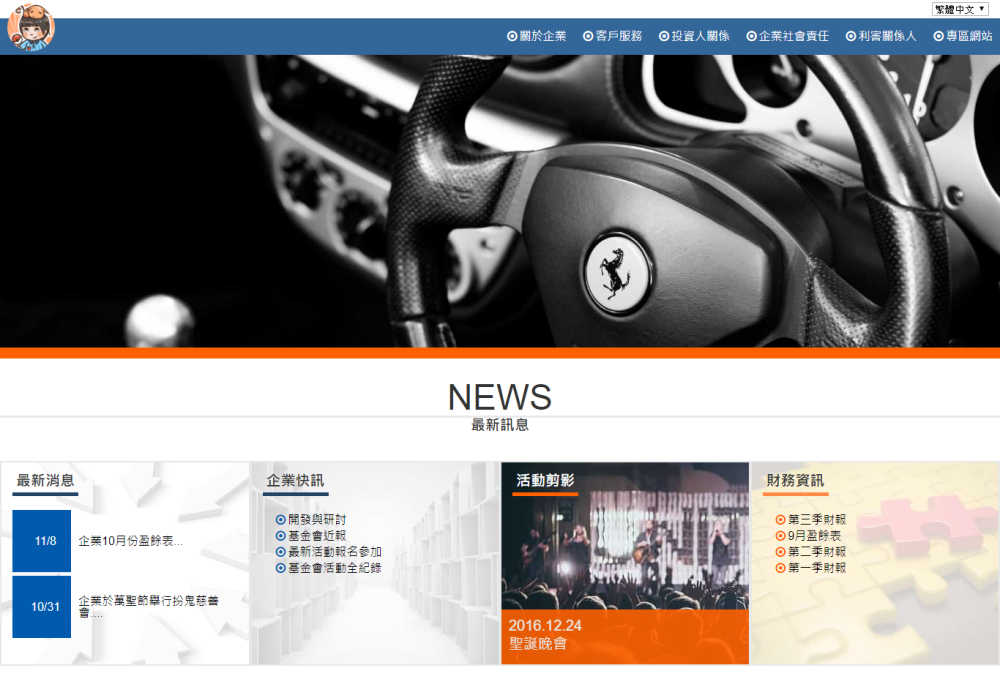 繁體中文
關於企業
客戶服務
投資人關係
企業社會責任
利害關係人
專區網站
NEWS
最新訊息
最新消息
11/8
企業10月份盈餘表...
10/31
企業於萬聖節舉行扮鬼慈善
會....
企業快訊
開發與研討
基金會近報
最新活動報名參加
基金會活動全紀錄
活動剪影
2016.12.24
聖誕晚會
財務資訊
第三季財報
9月盈餘表
第二季財報
第一季財報